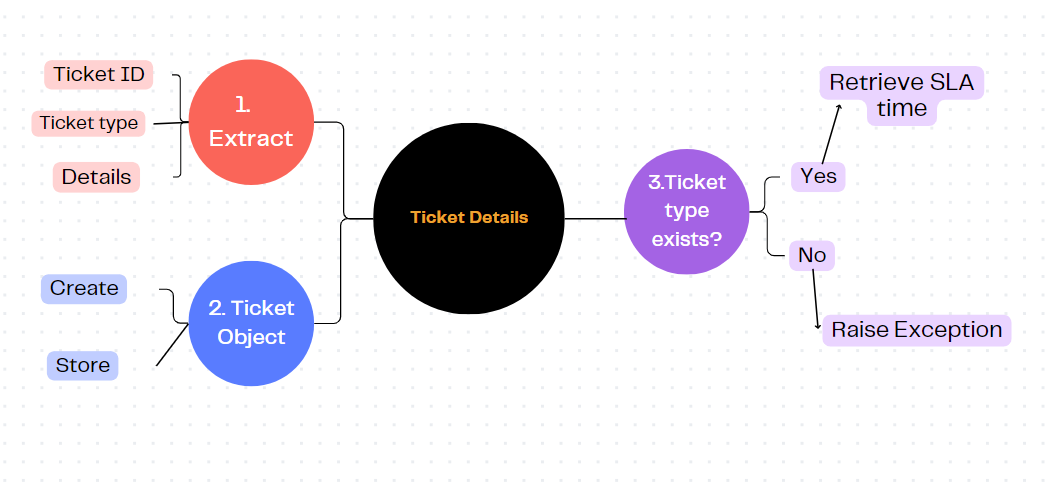 Ticket ID
Ticket type
Details
1.
Extract
Create
Store
2. Ticket
Object
Ticket Details
3.Ticket
type
exists?
Yes
Retrieve SLA
time
No
Raise Exception